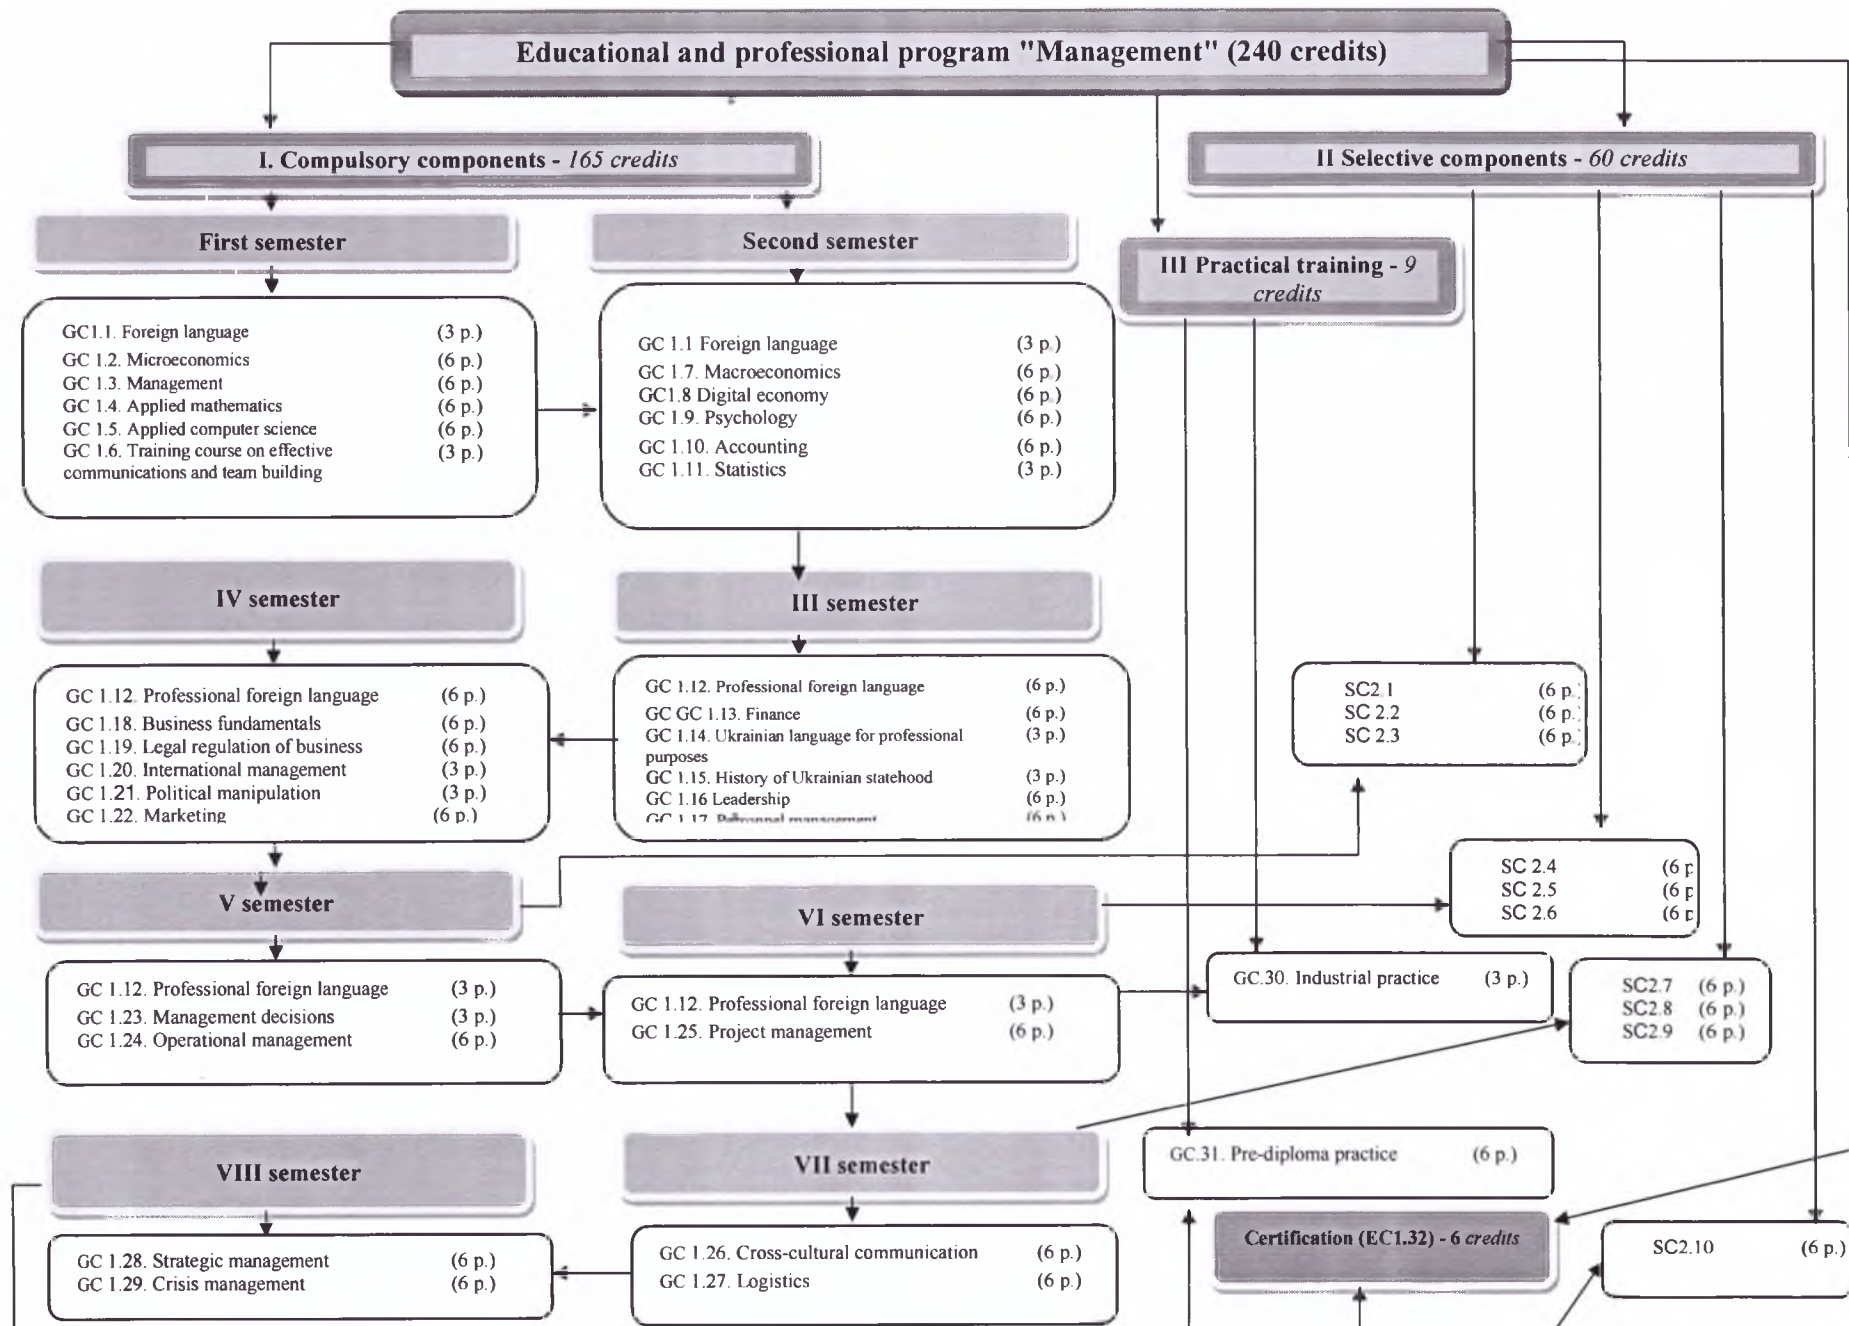 Educational and professional program "Management" (240 credits)
I. Compulsory components - 165 credits
II Selective components - 60 credits
First semester
Second semester
III Practical training - 9
credits
GC1.1. Foreign language (3 p.)
GC 1.2. Microeconomics (6 p.)
GC 1.3. Management (6 p.)
GC 1.4. Applied mathematics (6 p.)
GC 1.5. Applied computer science (6 p.)
GC 1.6. Training course on effective (3 p.)
communications and team building
GC 1.1 Foreign language (3 p.)
GC 1.7. Macroeconomics (6 p.)
GC1.8 Digital economy (6 p.)
GC 1.9. Psychology (6 p.)
GC 1.10. Accounting (6 p.)
GC 1.11. Statistics (3 p.)
IV semester
III semester
GC 1.12. Professional foreign language (6 p.)
GC 1.18. Business fundamentals (6 p.)
GC 1.19. Legal regulation of business (6 p.)
GC 1.20. International management (3 p.)
GC 1.21. Political manipulation (3 p.)
GC 1.22. Marketing (6 p.)
GC 1.12. Professional foreign language (6 p.)
GC GC 1.13. Finance (6 p.)
GC 1.14. Ukrainian language for professional (3 p.)
purposes
GC 1.15. History of Ukrainian statehood (3 p.)
GC 1.16 Leadership (6 p.)
GC 1.17. management (6 p.)
SC2.1 (6 p.)
SC 2.2 (6 p.)
SC 2.3 (6 p.)
V semester
VI semester
SC 2.4 (6 p
SC 2.5 (6 p
SC 2.6 (6 p
GC 1.12. Professional foreign language (3 p.)
GC 1.23. Management decisions (3 p.)
GC 1.24. Operational management (6 p.)
GC 1.12. Professional foreign language (3 p.)
GC 1.25. Project management (6 p.)
GC.30. Industrial practice (3 p.)
SC2.7 (6 p.)
SC2.8 (6 p.)
SC2.9 (6 p.)
VIII semester
VII semester
GC.31. Pre-diploma practice (6 p.)
GC 1.28. Strategic management (6 p.)
GC 1.29. Crisis management (6 p.)
GC 1.26. Cross-cultural communication (6 p.)
GC 1.27. Logistics (6 p.)
Certification (EC1.32) - 6 credits
SC2.10 (6 p.)